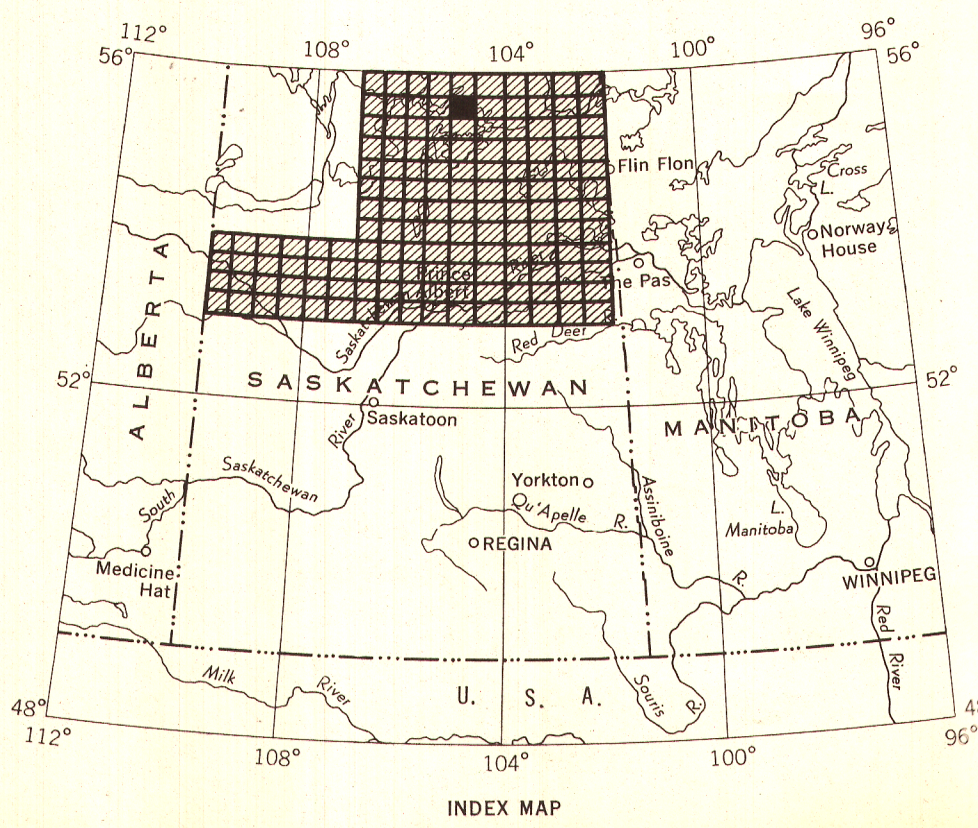 112° 108° 104° 100° 96°
56° 56°
Flin Flon
Cross
L.
Norway
House
Prince
Albert
River
The Pas
ALBERTA
Lake Winnipeg
Saskatchewan
Red Deer
52° SASKATCHEWAN 52°
Saskatoon
MANITOBA
River
South Saskatchewan
Yorkton
Qu'Apelle R.
Assiniboine
R.
L.
Manitoba
REGINA
Medicine
Hat
WINNIPEG
Red
River
Milk River
U. S. A.
Souris R.
48°
112° 108° 104° 100° 96°
INDEX MAP